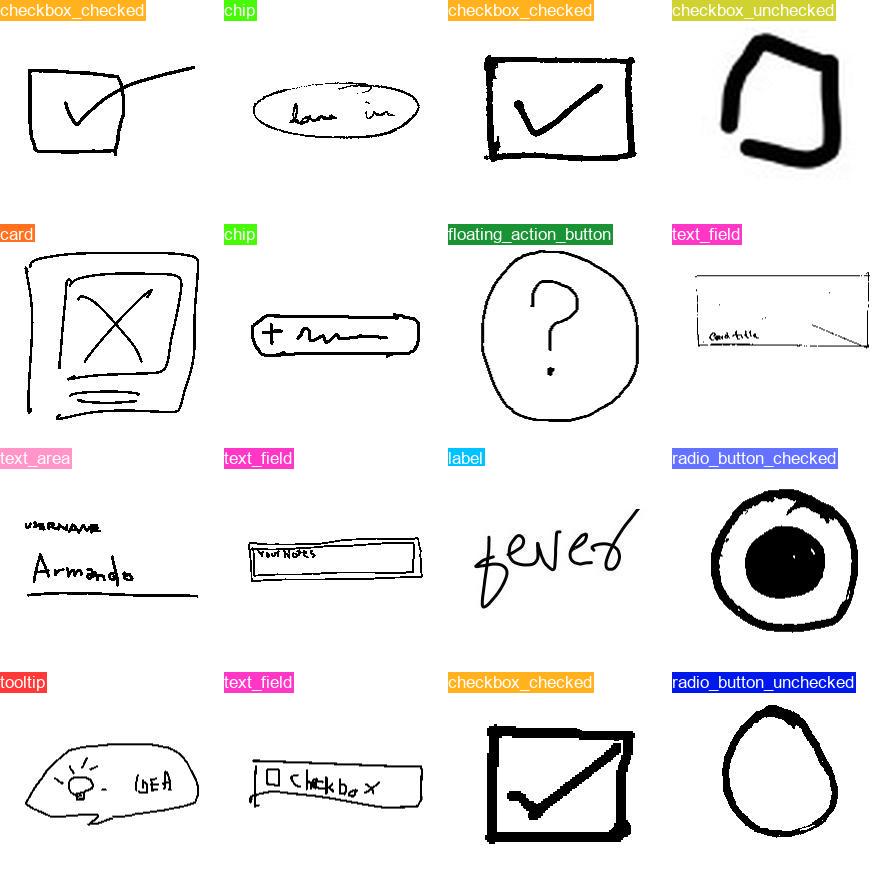 checkbox_checked
chip
checkbox_checked
checkbox_unchecked
card
chip
floating_action_button
text_field
?
+
Card title
text_area
text_field
label
radio_button_checked
USERNAME
Armando
Your Notes
fever
tooltip
text_field
checkbox_checked
radio_button_unchecked
IDEA
Checkbox